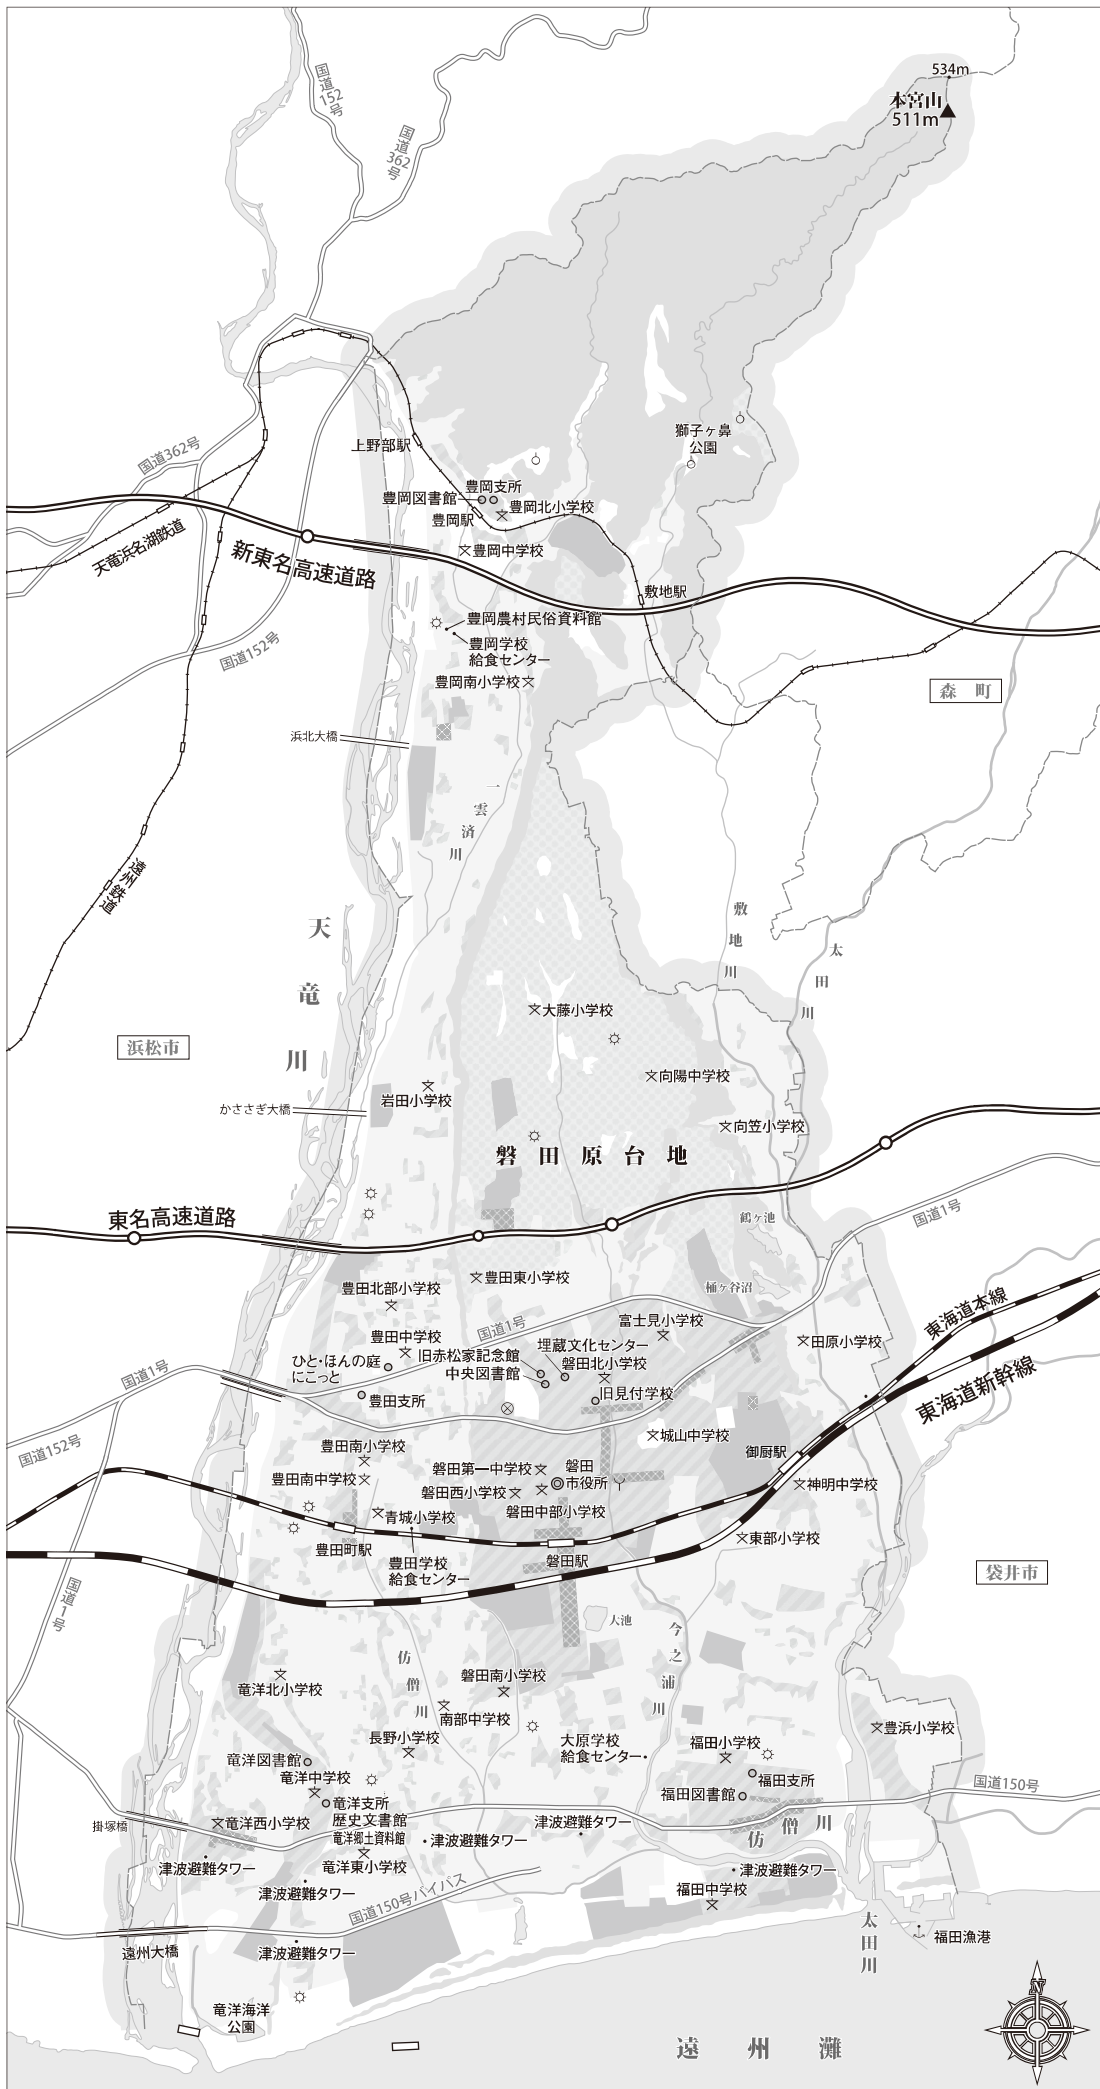 534m
本宮山
511m
国道152号
国道362号
獅子ヶ鼻
公園
上野部駅
国道362号
豊岡支所
豊岡図書館
豊岡北小学校
豊岡駅
天竜浜名湖鉄道
新東名高速道路
豊岡中学校
敷地駅
豊岡農村民俗資料館
豊岡学校
給食センター
国道152号
豊岡南小学校
森町
浜北大橋
一雲済川
遠州鉄道
天竜川
敷地川
太田川
大藤小学校
浜松市
向陽中学校
岩田小学校
かささぎ大橋
向笠小学校
磐田原台地
東名高速道路
鶴ヶ池
国道1号
豊田東小学校
豊田北部小学校
桶ヶ谷沼
富士見小学校
国道1号
東海道本線
豊田中学校
埋蔵文化センター
田原小学校
旧赤松家記念館
磐田北小学校
ひと・ほんの庭
にこっと
中央図書館
国道1号
旧見付学校
豊田支所
東海道新幹線
城山中学校
国道152号
豊田南小学校
御厨駅
磐田第一中学校
磐田
市役所
豊田南中学校
磐田西小学校
神明中学校
磐田中部小学校
青城小学校
東部小学校
豊田町駅
磐田駅
豊田学校
給食センター
袋井市
国道1号
大池
今之浦川
仿僧川
竜洋北小学校
磐田南小学校
南部中学校
豊浜小学校
長野小学校
大原学校
給食センター
福田小学校
竜洋図書館
竜洋中学校
福田支所
国道150号
福田図書館
竜洋支所
歴史文書館
竜洋郷土資料館
掛塚橋
竜洋西小学校
津波避難タワー
仿僧川
津波避難タワー
竜洋東小学校
津波避難タワー
津波避難タワー
津波避難タワー
福田中学校
国道150号バイパス
太田川
福田漁港
遠州大橋
津波避難タワー
竜洋海洋
公園
N
遠州灘